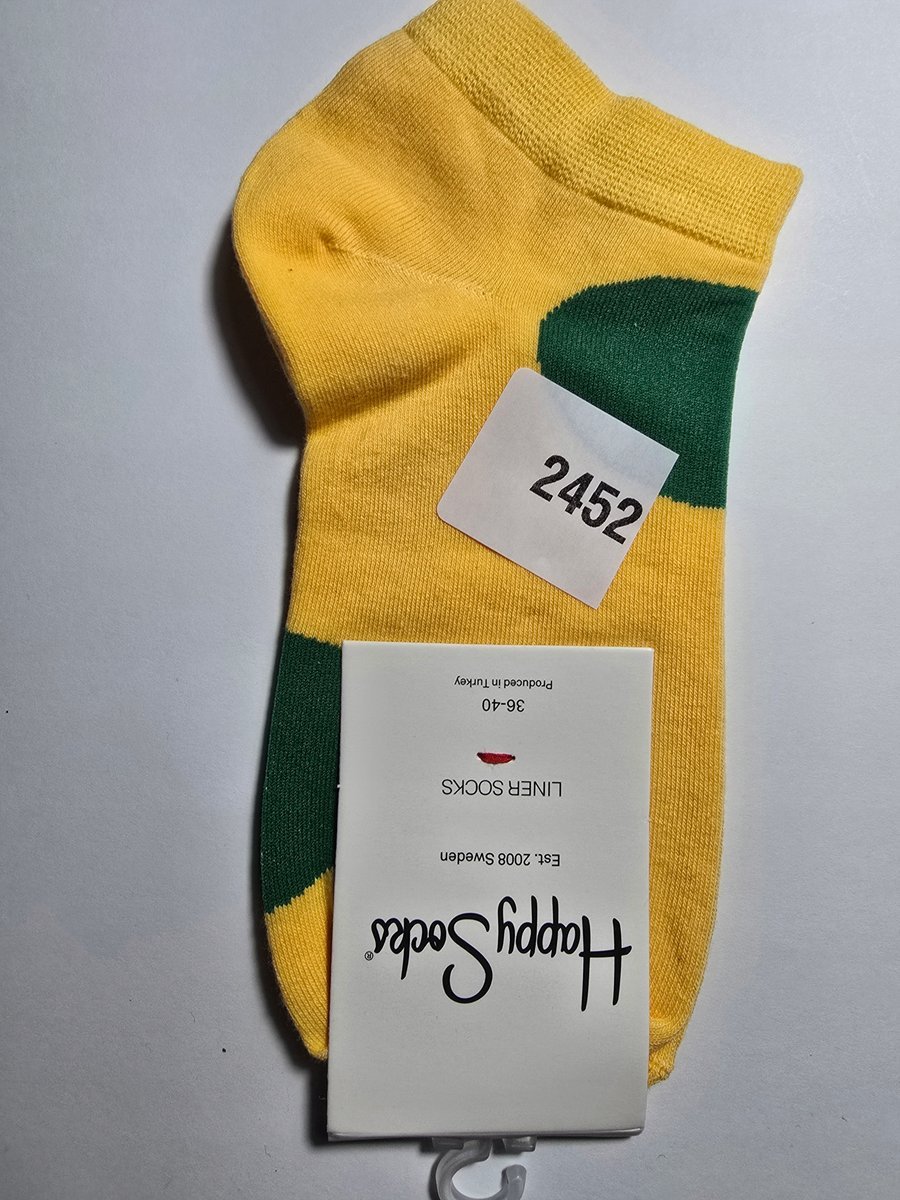 2452
Happy Socks®
Est. 2008 Sweden
LINER SOCKS
36-40
Produced in Turkey